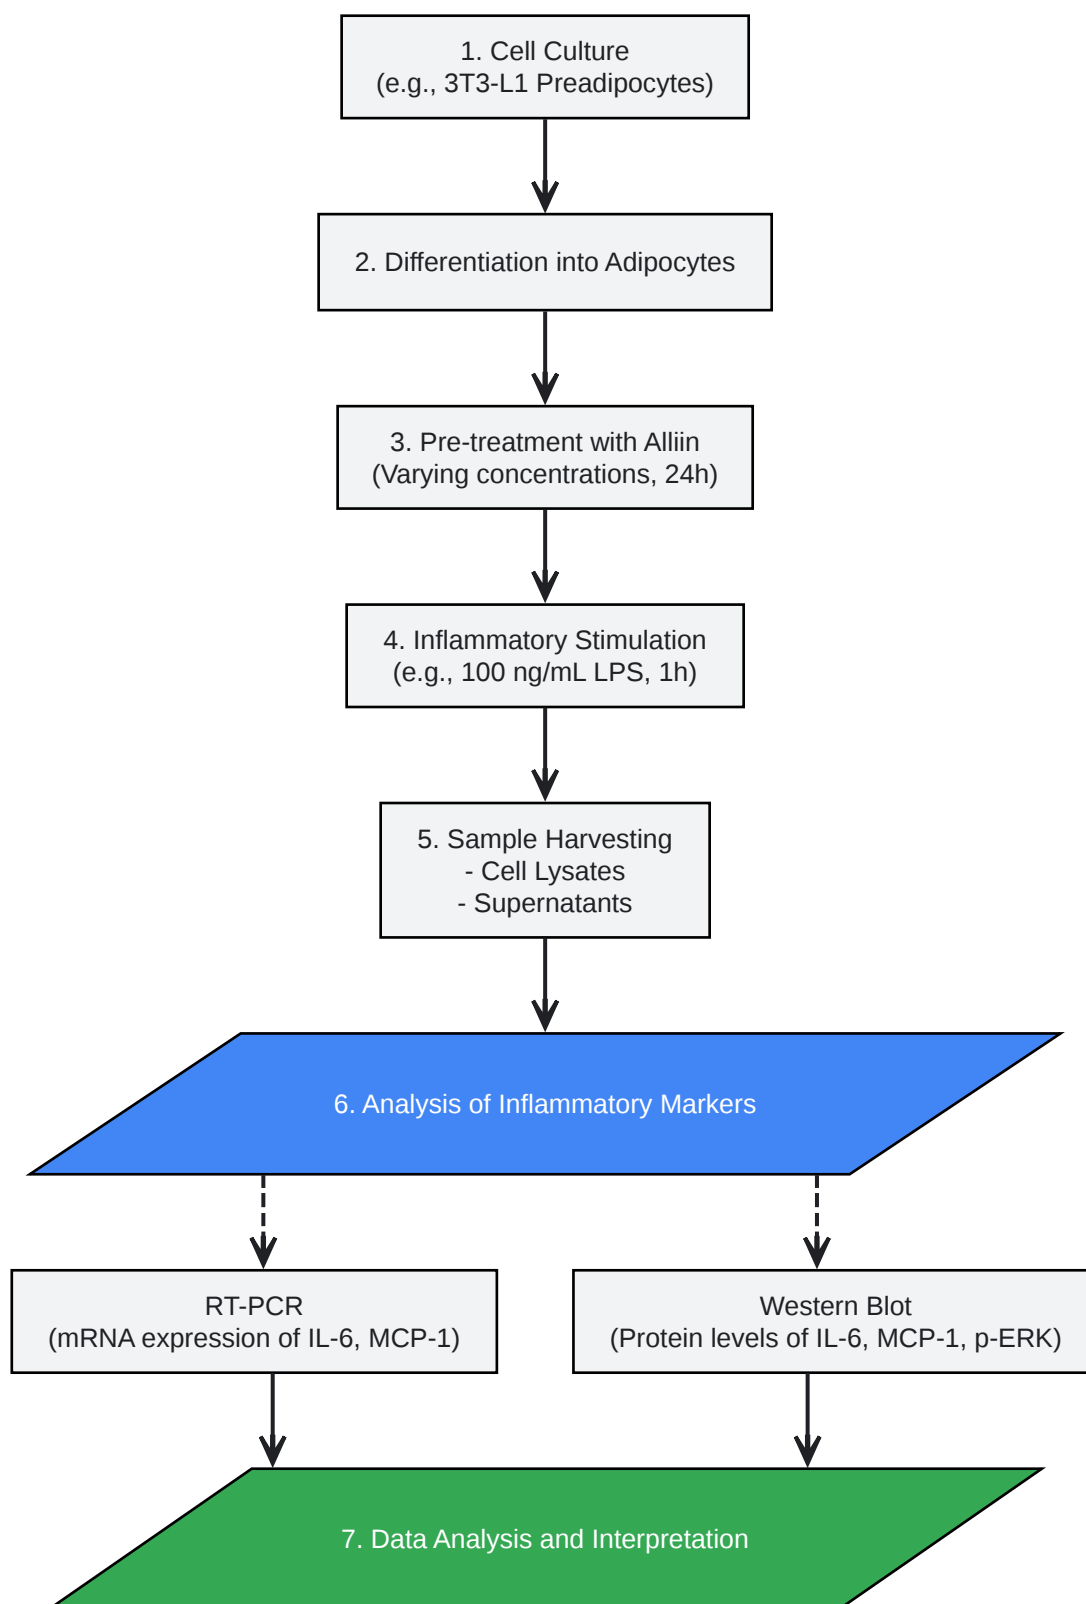 1. Cell Culture
(e.g., 3T3-L1 Preadipocytes)
2. Differentiation into Adipocytes
3. Pre-treatment with Alliin
(Varying concentrations, 24h)
4. Inflammatory Stimulation
(e.g., 100 ng/mL LPS, 1h)
5. Sample Harvesting
- Cell Lysates
- Supernatants
6. Analysis of Inflammatory Markers
RT-PCR
(mRNA expression of IL-6, MCP-1)
Western Blot
(Protein levels of IL-6, MCP-1, p-ERK)
7. Data Analysis and Interpretation